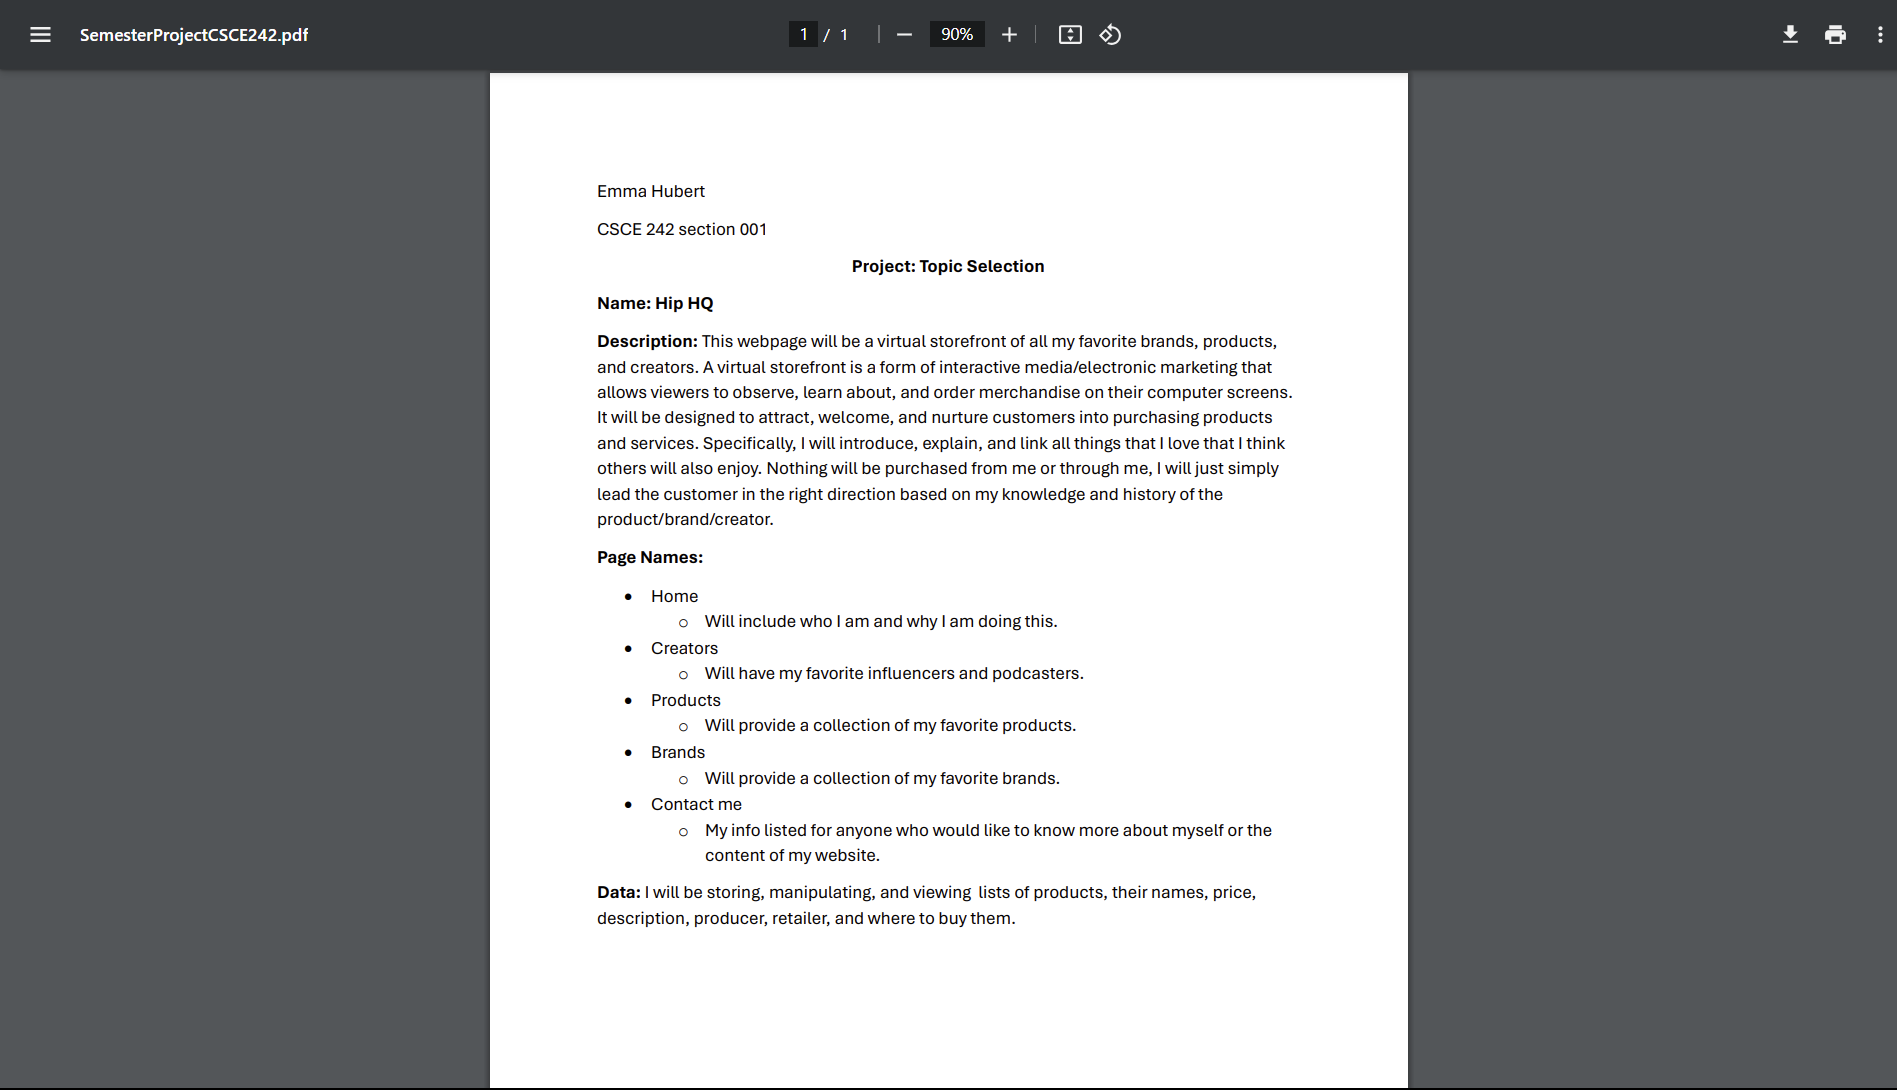 SemesterProjectCSCE242.pdf
1 / 1
90%
Emma Hubert
CSCE 242 section 001
Project: Topic Selection
Name: Hip HQ
Description: This webpage will be a virtual storefront of all my favorite brands, products,
and creators. A virtual storefront is a form of interactive media/electronic marketing that
allows viewers to observe, learn about, and order merchandise on their computer screens.
It will be designed to attract, welcome, and nurture customers into purchasing products
and services. Specifically, I will introduce, explain, and link all things that I love that I think
others will also enjoy. Nothing will be purchased from me or through me, I will just simply
lead the customer in the right direction based on my knowledge and history of the
product/brand/creator.
Page Names:
• Home
o Will include who I am and why I am doing this.
• Creators
o Will have my favorite influencers and podcasters.
• Products
o Will provide a collection of my favorite products.
• Brands
o Will provide a collection of my favorite brands.
• Contact me
o My info listed for anyone who would like to know more about myself or the
content of my website.
Data: I will be storing, manipulating, and viewing  lists of products, their names, price,
description, producer, retailer, and where to buy them.